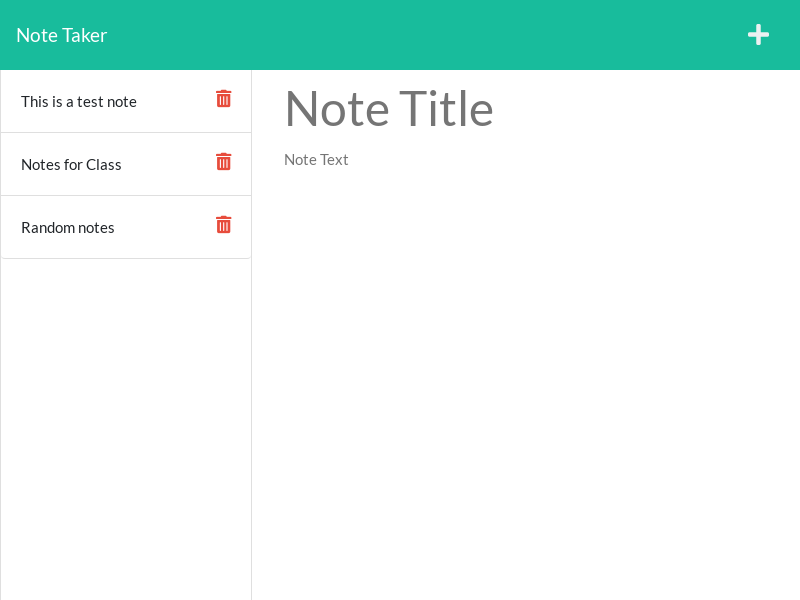 Note Taker
This is a test note
Notes for Class
Random notes
Note Title
Note Text